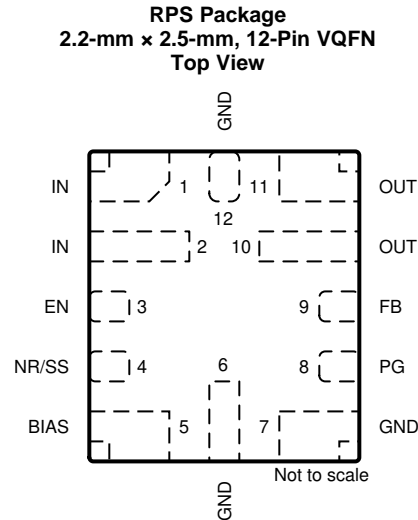 RPS Package
2.2-mm × 2.5-mm, 12-Pin VQFN
Top View
GND
IN 1 11 OUT
12
IN 2 10 OUT
EN 3 9 FB
NR/SS 4 6 8 PG
BIAS 5 7 GND
Not to scale
GND